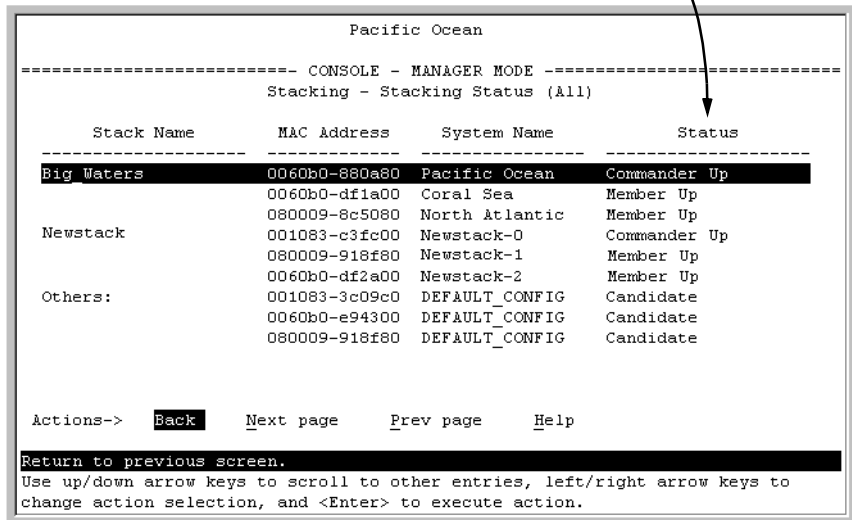 Pacific Ocean
==========================- CONSOLE - MANAGER MODE -============================
Stacking - Stacking Status (All)
Stack Name MAC Address System Name Status
-------------------- ------------- ---------------- --------------------
Big_Waters 0060b0-880a80 Pacific Ocean Commander Up
0060b0-df1a00 Coral Sea Member Up
080009-8c5080 North Atlantic Member Up
Newstack 001083-c3fc00 Newstack-0 Commander Up
080009-918f80 Newstack-1 Member Up
0060b0-df2a00 Newstack-2 Member Up
Others: 001083-3c09c0 DEFAULT_CONFIG Candidate
0060b0-e94300 DEFAULT_CONFIG Candidate
080009-918f80 DEFAULT_CONFIG Candidate
Actions-> Back Next page Prev page Help
Return to previous screen.
Use up/down arrow keys to scroll to other entries, left/right arrow keys to
change action selection, and <Enter> to execute action.